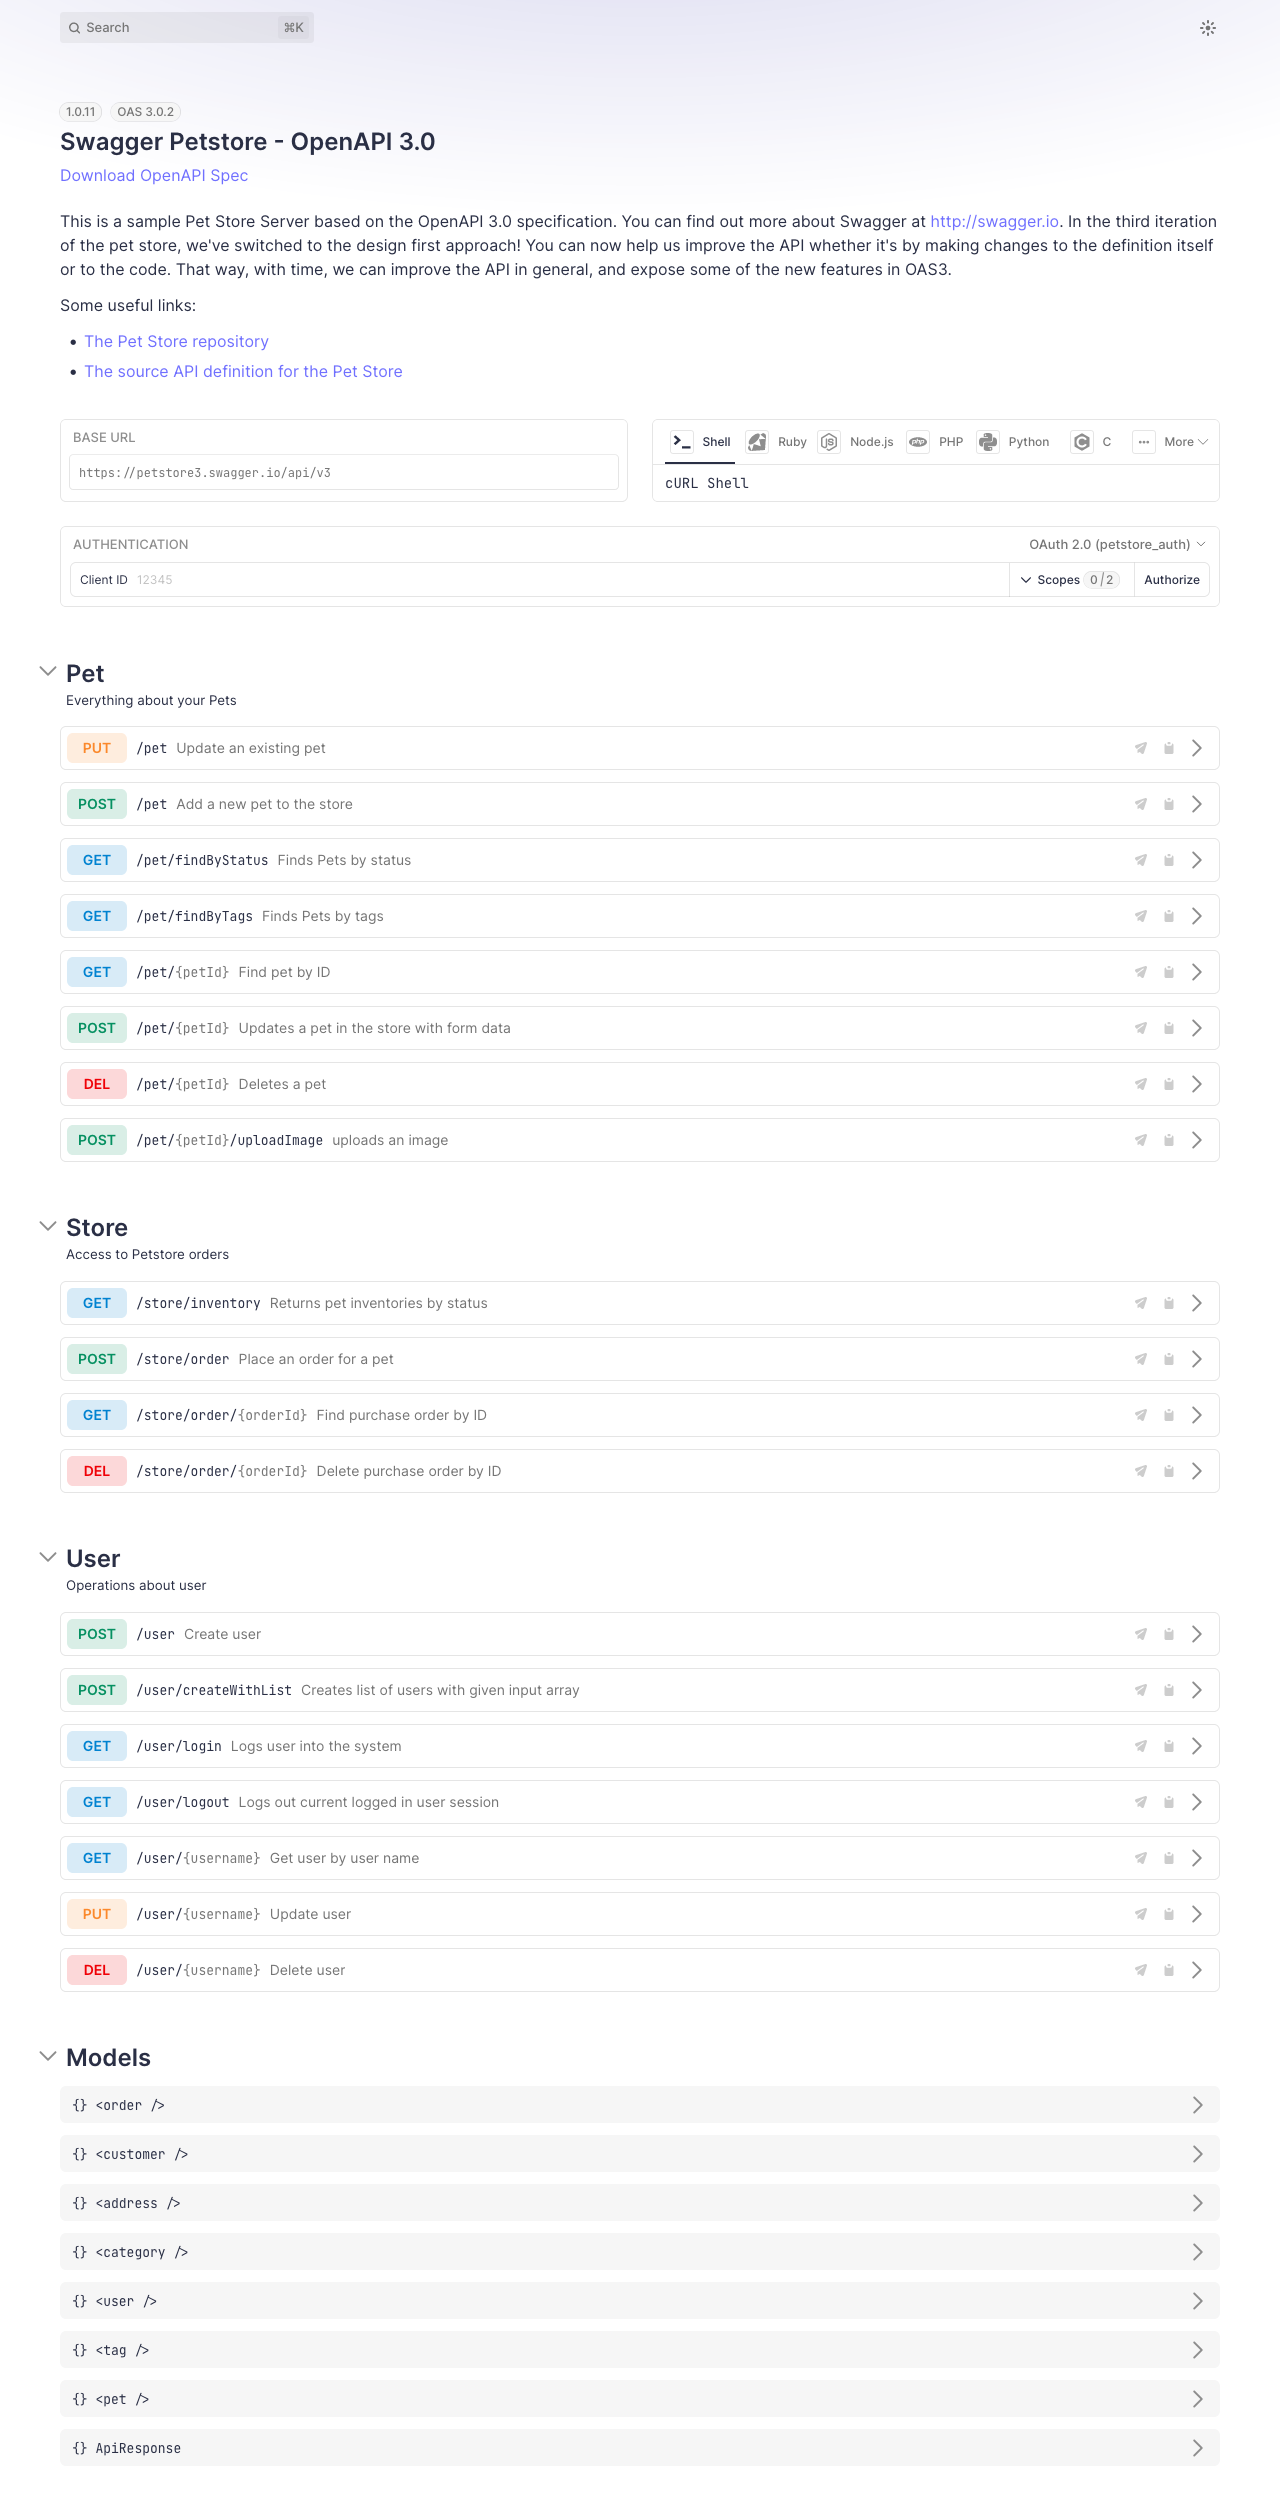 Search ⌘K
1.0.11 OAS 3.0.2
Swagger Petstore - OpenAPI 3.0
Download OpenAPI Spec
This is a sample Pet Store Server based on the OpenAPI 3.0 specification. You can find out more about Swagger at http://swagger.io. In the third iteration
of the pet store, we've switched to the design first approach! You can now help us improve the API whether it's by making changes to the definition itself
or to the code. That way, with time, we can improve the API in general, and expose some of the new features in OAS3.
Some useful links:
• The Pet Store repository
• The source API definition for the Pet Store
BASE URL
https://petstore3.swagger.io/api/v3
Shell Ruby Node.js php PHP Python C C More
cURL Shell
AUTHENTICATION OAuth 2.0 (petstore_auth)
Client ID 12345 Scopes 0/2 Authorize
Pet
Everything about your Pets
PUT /pet Update an existing pet
POST /pet Add a new pet to the store
GET /pet/findByStatus Finds Pets by status
GET /pet/findByTags Finds Pets by tags
GET /pet/{petId} Find pet by ID
POST /pet/{petId} Updates a pet in the store with form data
DEL /pet/{petId} Deletes a pet
POST /pet/{petId}/uploadImage uploads an image
Store
Access to Petstore orders
GET /store/inventory Returns pet inventories by status
POST /store/order Place an order for a pet
GET /store/order/{orderId} Find purchase order by ID
DEL /store/order/{orderId} Delete purchase order by ID
User
Operations about user
POST /user Create user
POST /user/createWithList Creates list of users with given input array
GET /user/login Logs user into the system
GET /user/logout Logs out current logged in user session
GET /user/{username} Get user by user name
PUT /user/{username} Update user
DEL /user/{username} Delete user
Models
{} <order />
{} <customer />
{} <address />
{} <category />
{} <user />
{} <tag />
{} <pet />
{} ApiResponse